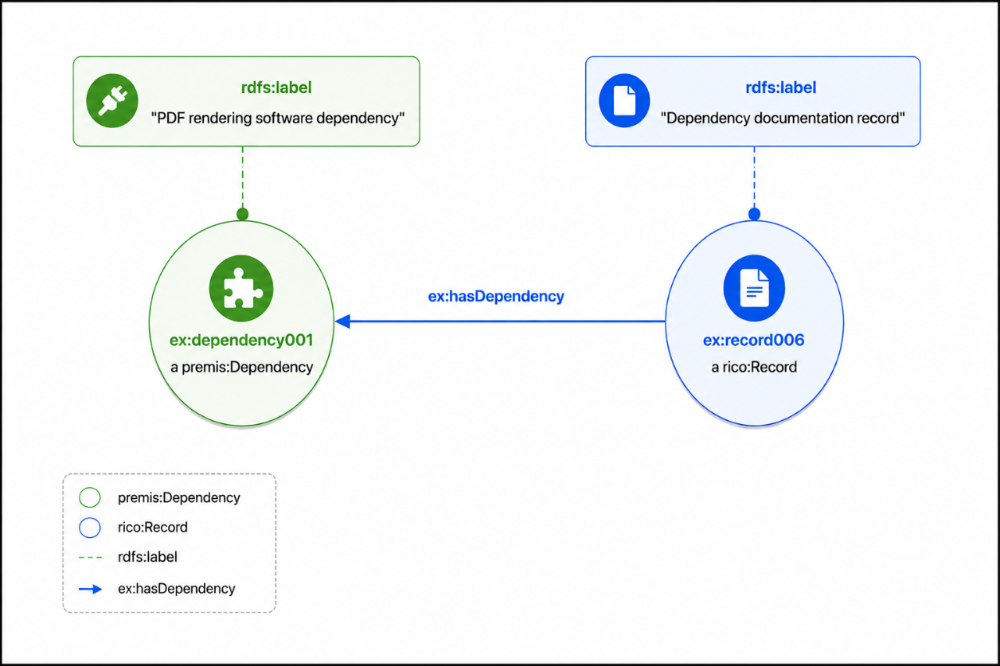 rdfs:label
"PDF rendering software dependency"
rdfs:label
"Dependency documentation record"
ex:hasDependency
ex:dependency001
a premis:Dependency
ex:record006
a rico:Record
premis:Dependency
rico:Record
rdfs:label
ex:hasDependency